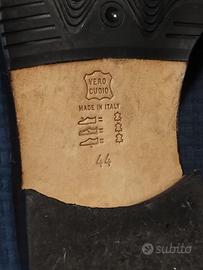 VERO
CUOIO
MADE IN ITALY
=
=
=
44
subito